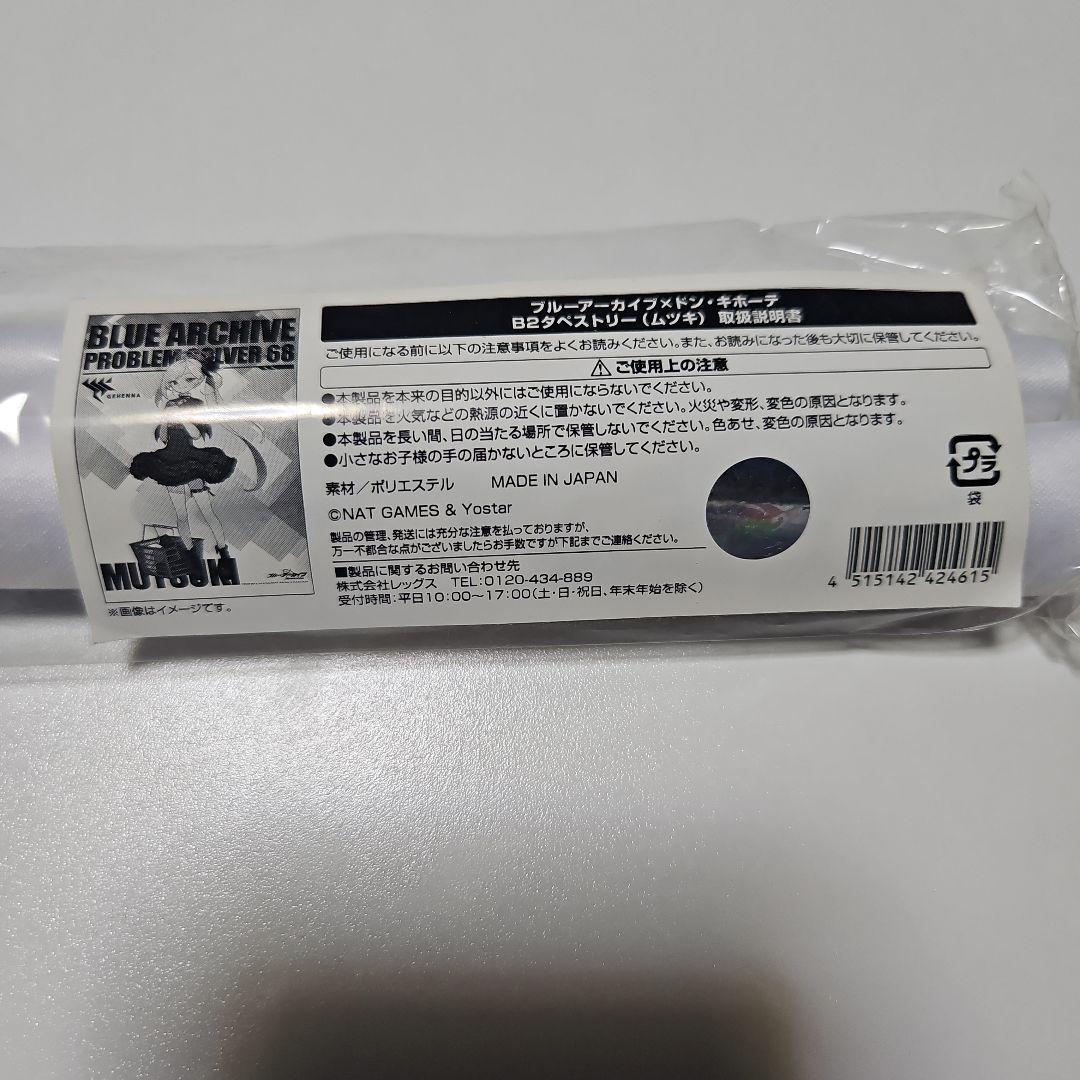 BLUE ARCHIVE
PROBLEM SOLVER 68
GEHENNA
MUTSUKI
※画像はイメージです。
ブルーアーカイブ×ドン・キホーテ
B2タペストリー(ムツキ) 取扱説明書
ご使用になる前に以下の注意事項をよくお読みください。また、お読みになった後も大切に保管してください。
⚠ご使用上の注意
●本製品を本来の目的以外にはご使用にならないでください。
●本製品を火気などの熱源の近くに置かないでください。火災や変形、変色の原因となります。
●本製品を長い間、日の当たる場所で保管しないでください。色あせ、変色の原因となります。
●小さなお子様の手の届かないところに保管してください。
素材/ポリエステル MADE IN JAPAN
©NAT GAMES & Yostar
製品の管理、発送には充分な注意を払っておりますが、
万一不都合な点がございましたらお手数ですが下記までご連絡ください。
■製品に関するお問い合わせ先
株式会社レッグス TEL:0120-434-889
受付時間:平日10:00~17:00(土・日・祝日、年末年始を除く)
プラ
袋
4 515142 424615